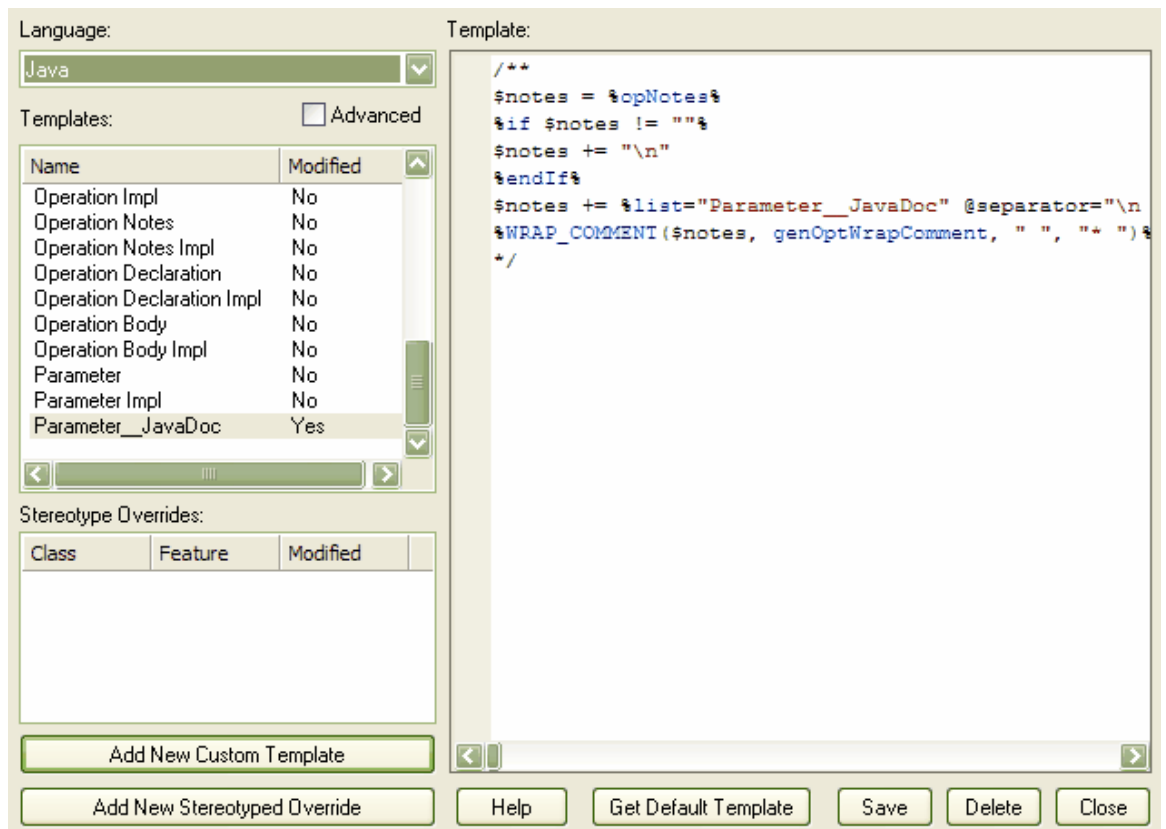 Language:
Java
Templates:
Advanced
Name Modified
Operation Impl No
Operation Notes No
Operation Notes Impl No
Operation Declaration No
Operation Declaration Impl No
Operation Body No
Operation Body Impl No
Parameter No
Parameter Impl No
Parameter__JavaDoc Yes
Stereotype Overrides:
Class Feature Modified
Add New Custom Template
Add New Stereotyped Override
Template:
/**
$notes = %opNotes%
%if $notes != ""%
$notes += "\n"
%endIf%
$notes += %list="Parameter__JavaDoc" @separator="\n
%WRAP_COMMENT($notes, genOptWrapComment, " ", "* ")%
*/
Help
Get Default Template
Save
Delete
Close